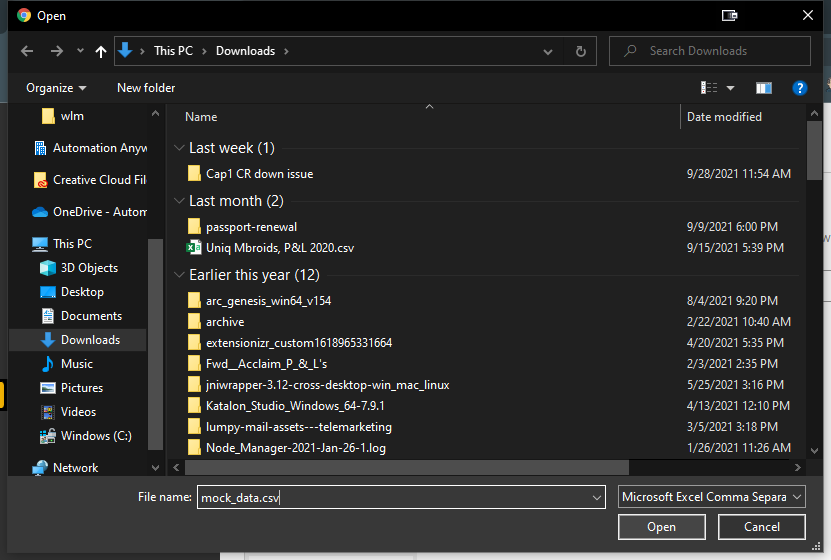 Open
This PC
Downloads
Search Downloads
Organize
New folder
?
Name
Date modified
wlm
Automation Anyw
Creative Cloud Fil
OneDrive - Autom
This PC
3D Objects
Desktop
Documents
Downloads
Music
Pictures
Videos
Windows (C:)
Network
Last week (1)
Cap1 CR down issue 9/28/2021 11:54 AM
Last month (2)
passport-renewal 9/9/2021 6:00 PM
Uniq Mbroids, P&L 2020.csv 9/15/2021 5:39 PM
Earlier this year (12)
arc_genesis_win64_v154 8/4/2021 9:20 PM
archive 2/22/2021 10:40 AM
extensionizr_custom1618965331664 4/20/2021 5:35 PM
Fwd__Acclaim_P_&_L's 2/3/2021 2:35 PM
jniwrapper-3.12-cross-desktop-win_mac_linux 5/25/2021 3:16 PM
Katalon_Studio_Windows_64-7.9.1 4/13/2021 12:10 PM
lumpy-mail-assets---telemarketing 3/5/2021 3:18 PM
Node_Manager-2021-Jan-26-1.log 1/26/2021 11:26 AM
File name: mock_data.csv
Microsoft Excel Comma Separa
Open
Cancel